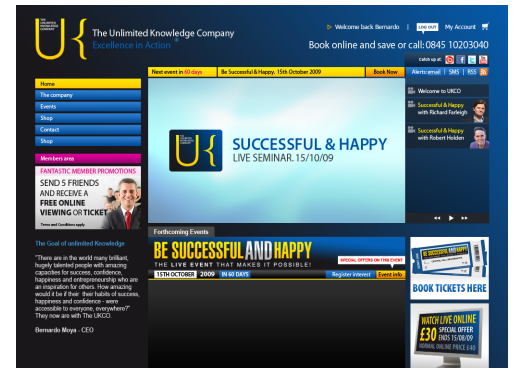 THE UNLIMITED KNOWLEDGE COMPANY
The Unlimited Knowledge Company
Excellence in Action
Welcome back Bernardo | LOG OUT My Account
Book online and save or call: 0845 10203040
Catch up at:
Next event in 60 days
Be Successful & Happy. 15th October 2009
Book Now
Alerts: email | SMS | RSS
Home
The company
Events
Shop
Contact
Shop
Members area
FANTASTIC MEMBER PROMOTIONS
SEND 5 FRIENDS
AND RECEIVE A
FREE ONLINE
VIEWING OR TICKET
Terms and Conditions apply
The Goal of unlimited Knowledge
"There are in the world many brilliant,
hugely talented people with amazing
capacities for success, confidence,
happiness and entrepreneurship who are
an inspiration for others. How amazing
would it be if their their habits of success,
happiness and confidence - were
accessible to everyone, everywhere?"
They now are with The UKCO.
Bernardo Moya - CEO
SUCCESSFUL & HAPPY
LIVE SEMINAR. 15/10/09
Welcome to UKCO
Successful & Happy
with Richard Farleigh
Successful & Happy
with Robert Holden
Forthcoming Events
BE SUCCESSFUL AND HAPPY
THE LIVE EVENT THAT MAKES IT POSSIBLE!
SPECIAL OFFERS ON THIS EVENT
15TH OCTOBER 2009 IN 60 DAYS
Register interest
Event info
BOOK TICKETS HERE
WATCH LIVE ONLINE
£30 SPECIAL OFFER
ENDS 15/08/09
NORMAL ONLINE PRICE £40